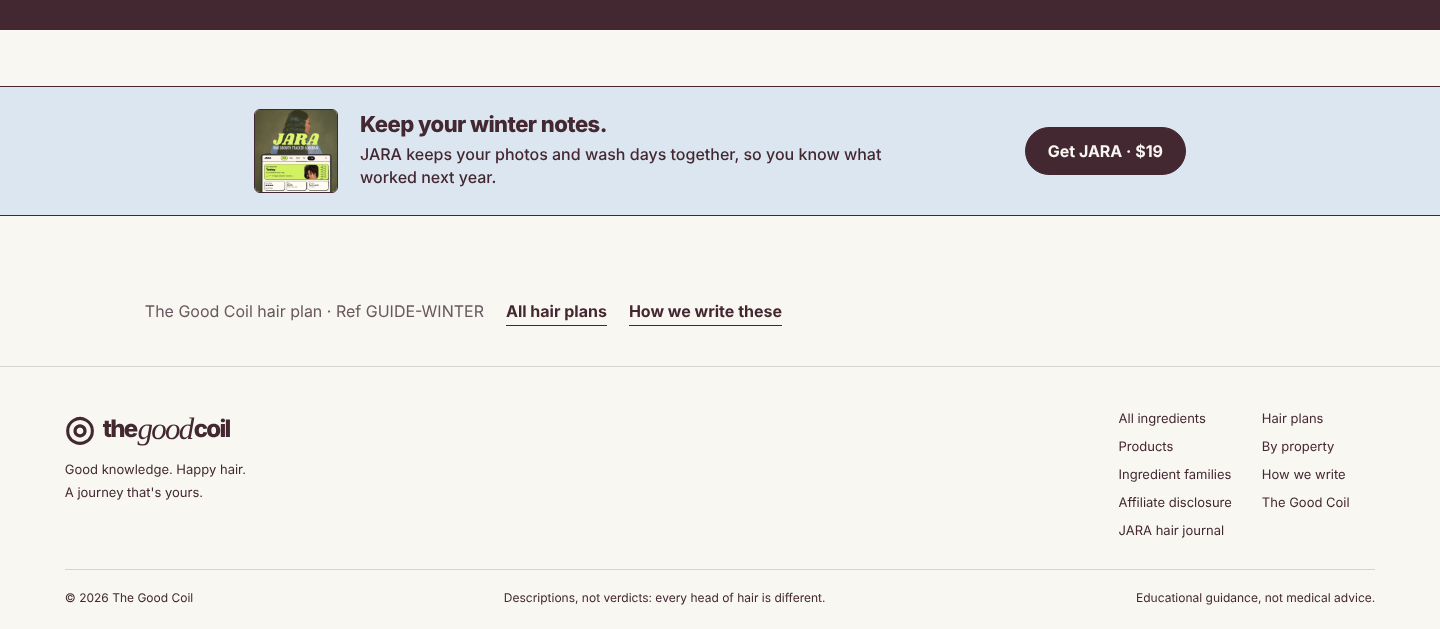 JARA
Keep your winter notes.
JARA keeps your photos and wash days together, so you know what
worked next year.
Get JARA · $19
The Good Coil hair plan · Ref GUIDE-WINTER All hair plans How we write these
thegoodcoil
Good knowledge. Happy hair.
A journey that's yours.
All ingredients
Products
Ingredient families
Affiliate disclosure
JARA hair journal
Hair plans
By property
How we write
The Good Coil
© 2026 The Good Coil
Descriptions, not verdicts: every head of hair is different.
Educational guidance, not medical advice.